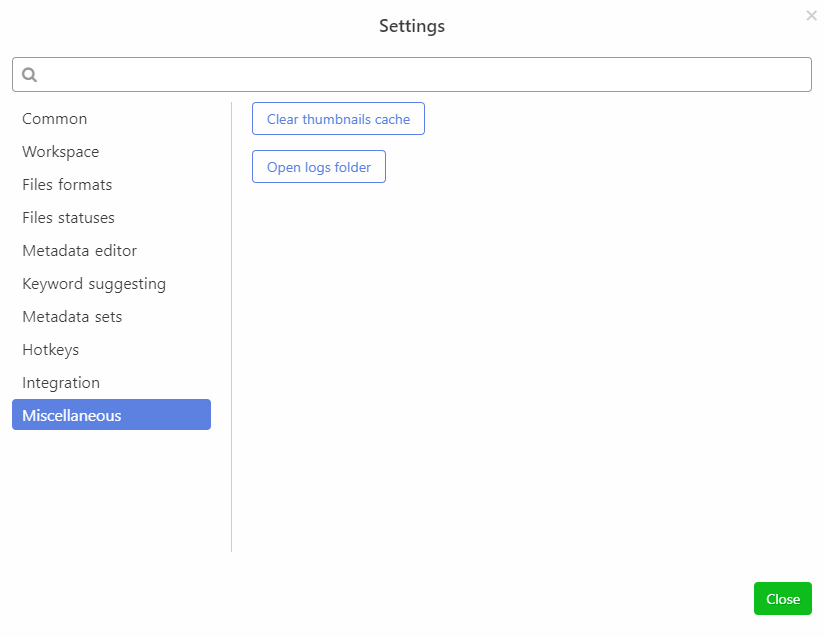 Settings
Common
Workspace
Files formats
Files statuses
Metadata editor
Keyword suggesting
Metadata sets
Hotkeys
Integration
Miscellaneous
Clear thumbnails cache
Open logs folder
Close